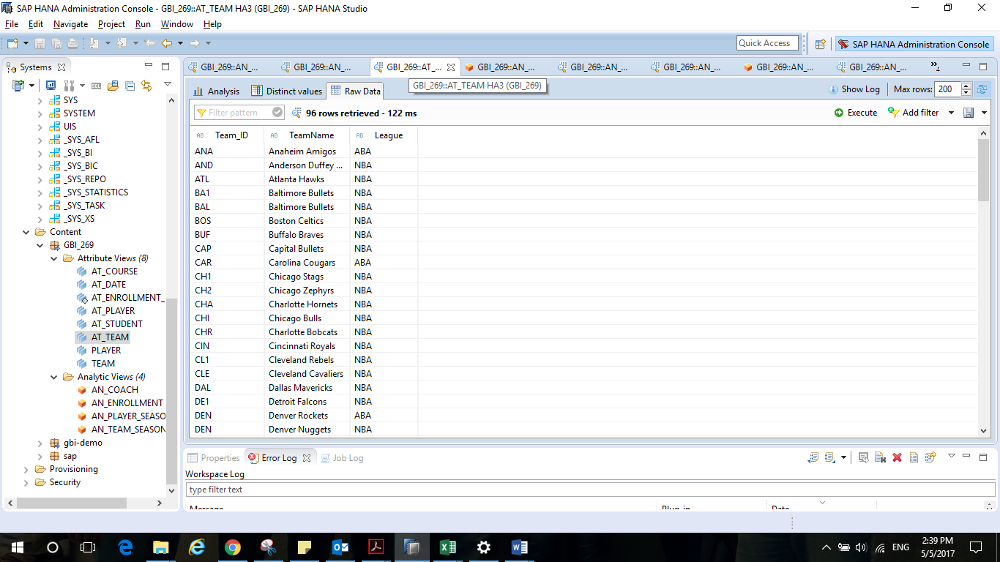 SAP HANA Administration Console - GBI_269::AT_TEAM HA3 (GBI_269) - SAP HANA Studio
File Edit Navigate Project Run Window Help
Quick Access
SAP HANA Administration Console
Systems
GBI_269::AN_... GBI_269::AN_... GBI_269::AT_... GBI_269::AN_... GBI_269::AN_... GBI_269::AN_... GBI_269::AN_... GBI_269::AN_... 4
SQL
SYS
SYSTEM
UIS
_SYS_AFL
_SYS_BI
_SYS_BIC
_SYS_REPO
_SYS_STATISTICS
_SYS_TASK
_SYS_XS
Content
GBI_269
Attribute Views (8)
AT_COURSE
AT_DATE
AT_ENROLLMENT_
AT_PLAYER
AT_STUDENT
AT_TEAM
PLAYER
TEAM
Analytic Views (4)
AN_COACH
AN_ENROLLMENT
AN_PLAYER_SEASO
AN_TEAM_SEASON
gbi-demo
sap
Provisioning
Security
Analysis Distinct values Raw Data
GBI_269::AT_TEAM HA3 (GBI_269)
Show Log Max rows: 200
Filter pattern 96 rows retrieved - 122 ms Execute Add filter
AB Team_ID AB TeamName AB League
ANA Anaheim Amigos ABA
AND Anderson Duffey ... NBA
ATL Atlanta Hawks NBA
BA1 Baltimore Bullets NBA
BAL Baltimore Bullets NBA
BOS Boston Celtics NBA
BUF Buffalo Braves NBA
CAP Capital Bullets NBA
CAR Carolina Cougars ABA
CH1 Chicago Stags NBA
CH2 Chicago Zephyrs NBA
CHA Charlotte Hornets NBA
CHI Chicago Bulls NBA
CHR Charlotte Bobcats NBA
CIN Cincinnati Royals NBA
CL1 Cleveland Rebels NBA
CLE Cleveland Cavaliers NBA
DAL Dallas Mavericks NBA
DE1 Detroit Falcons NBA
DEN Denver Rockets ABA
DEN Denver Nuggets NBA
Properties Error Log Job Log
Workspace Log
type filter text
Message Plug-in Date
ENG
2:39 PM
5/5/2017